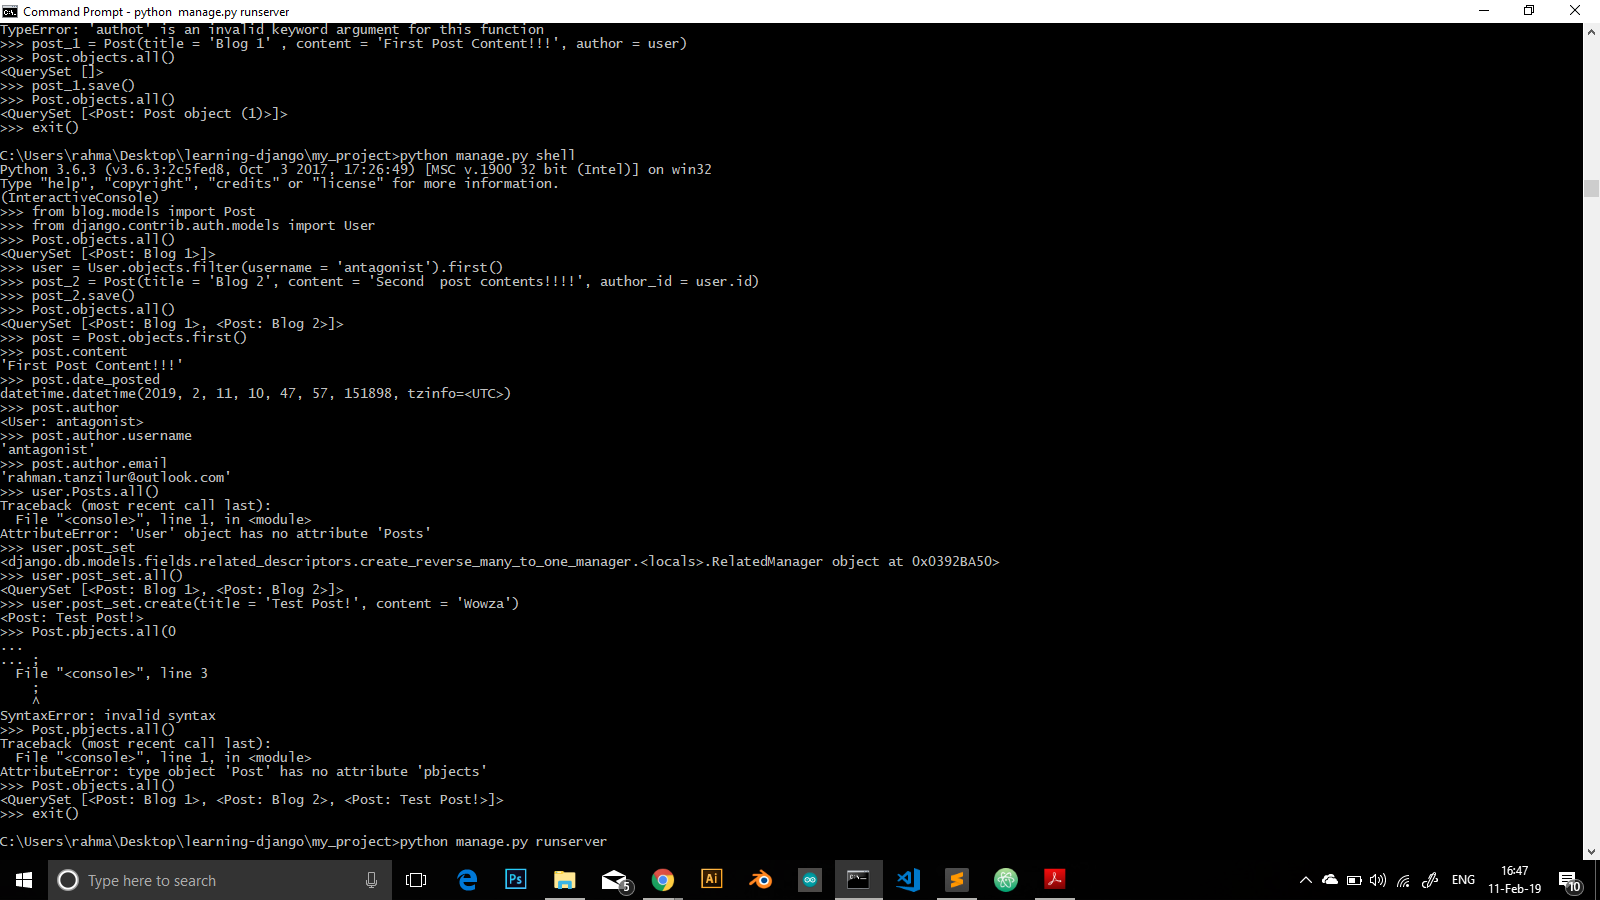 Command Prompt - python  manage.py runserver
TypeError: 'authot' is an invalid keyword argument for this function
>>> post_1 = Post(title = 'Blog 1' , content = 'First Post Content!!!', author = user)
>>> Post.objects.all()
<QuerySet []>
>>> post_1.save()
>>> Post.objects.all()
<QuerySet [<Post: Post object (1)>]>
>>> exit()
C:\Users\rahma\Desktop\learning-django\my_project>python manage.py shell
Python 3.6.3 (v3.6.3:2c5fed8, Oct  3 2017, 17:26:49) [MSC v.1900 32 bit (Intel)] on win32
Type "help", "copyright", "credits" or "license" for more information.
(InteractiveConsole)
>>> from blog.models import Post
>>> from django.contrib.auth.models import User
>>> Post.objects.all()
<QuerySet [<Post: Blog 1>]>
>>> user = User.objects.filter(username = 'antagonist').first()
>>> post_2 = Post(title = 'Blog 2', content = 'Second  post contents!!!!', author_id = user.id)
>>> post_2.save()
>>> Post.objects.all()
<QuerySet [<Post: Blog 1>, <Post: Blog 2>]>
>>> post = Post.objects.first()
>>> post.content
'First Post Content!!!'
>>> post.date_posted
datetime.datetime(2019, 2, 11, 10, 47, 57, 151898, tzinfo=<UTC>)
>>> post.author
<User: antagonist>
>>> post.author.username
'antagonist'
>>> post.author.email
'rahman.tanzilur@outlook.com'
>>> user.Posts.all()
Traceback (most recent call last):
  File "<console>", line 1, in <module>
AttributeError: 'User' object has no attribute 'Posts'
>>> user.post_set
<django.db.models.fields.related_descriptors.create_reverse_many_to_one_manager.<locals>.RelatedManager object at 0x0392BA50>
>>> user.post_set.all()
<QuerySet [<Post: Blog 1>, <Post: Blog 2>]>
>>> user.post_set.create(title = 'Test Post!', content = 'Wowza')
<Post: Test Post!>
>>> Post.pbjects.all(0
...
... ;
  File "<console>", line 3
    ;
    ^
SyntaxError: invalid syntax
>>> Post.pbjects.all()
Traceback (most recent call last):
  File "<console>", line 1, in <module>
AttributeError: type object 'Post' has no attribute 'pbjects'
>>> Post.objects.all()
<QuerySet [<Post: Blog 1>, <Post: Blog 2>, <Post: Test Post!>]>
>>> exit()
C:\Users\rahma\Desktop\learning-django\my_project>python manage.py runserver
Type here to search
Ps
5
Ai
ENG
16:47
11-Feb-19
10